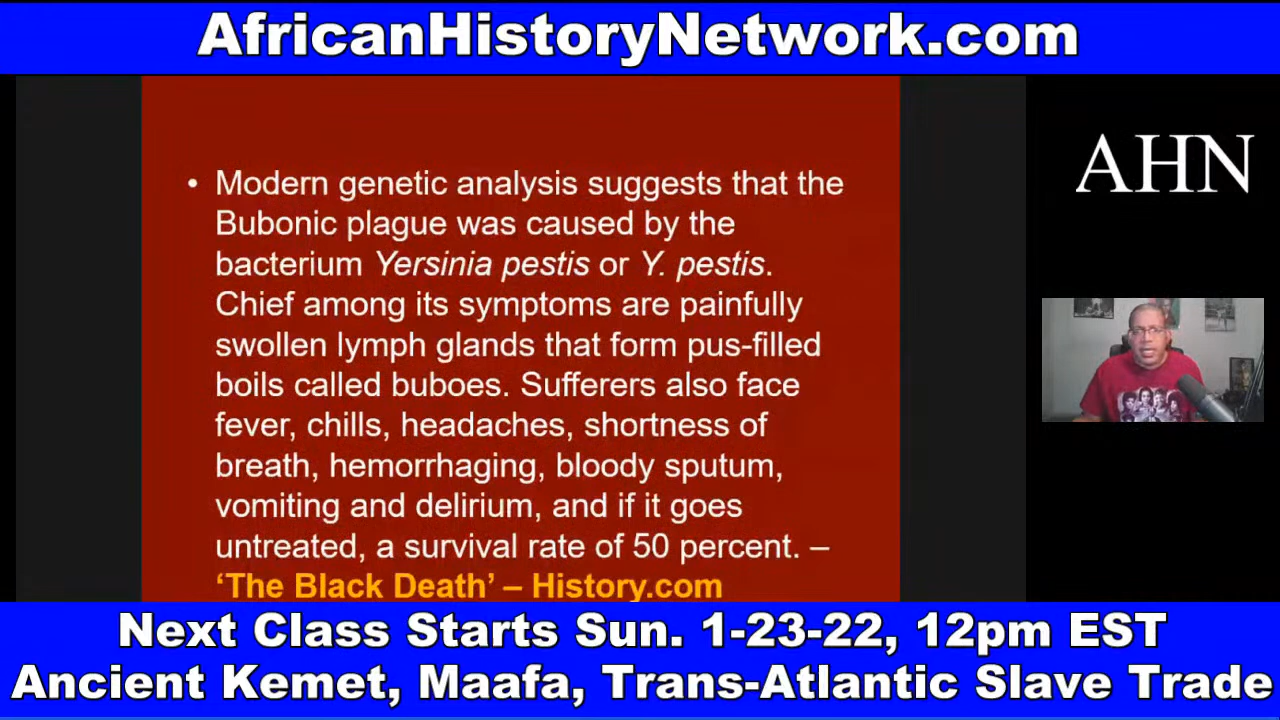 AfricanHistoryNetwork.com
• Modern genetic analysis suggests that the
Bubonic plague was caused by the
bacterium Yersinia pestis or Y. pestis.
Chief among its symptoms are painfully
swollen lymph glands that form pus-filled
boils called buboes. Sufferers also face
fever, chills, headaches, shortness of
breath, hemorrhaging, bloody sputum,
vomiting and delirium, and if it goes
untreated, a survival rate of 50 percent. –
‘The Black Death’ – History.com
AHN
Next Class Starts Sun. 1-23-22, 12pm EST
Ancient Kemet, Maafa, Trans-Atlantic Slave Trade